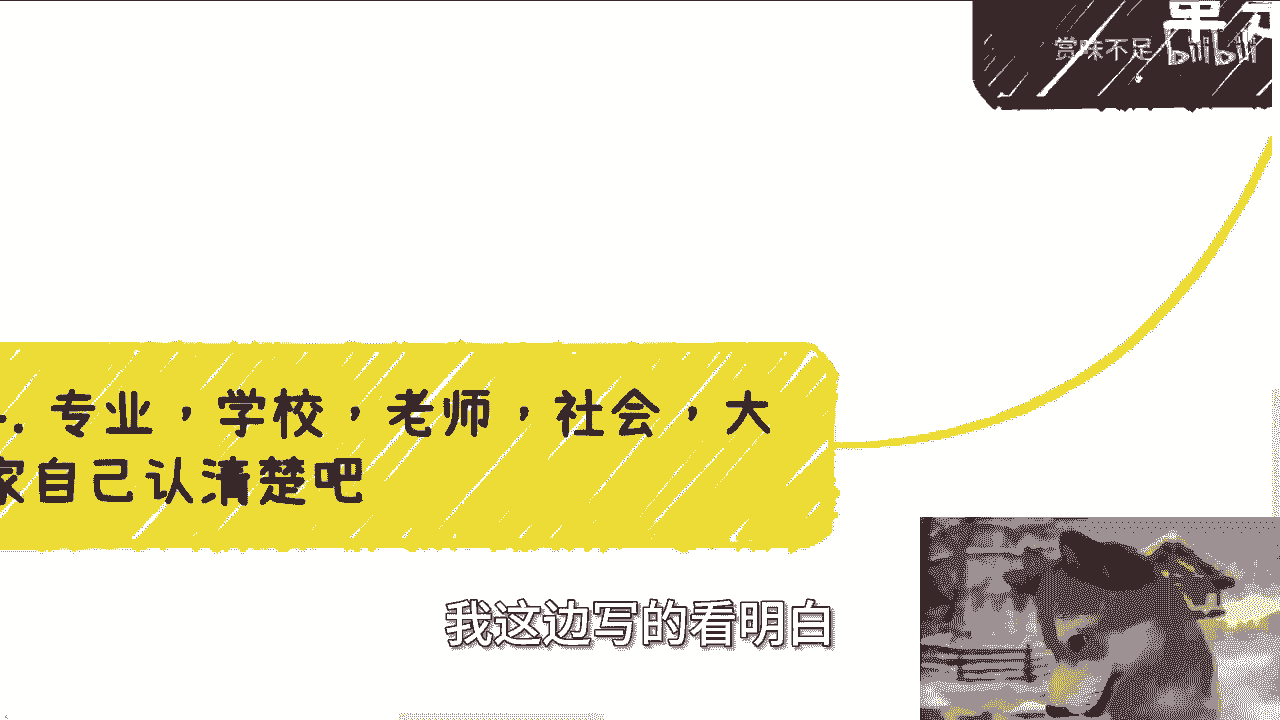 赏味不足 bilibili
. 专业，学校，老师，社会，大
家自己认清楚吧
我这边写的看明白